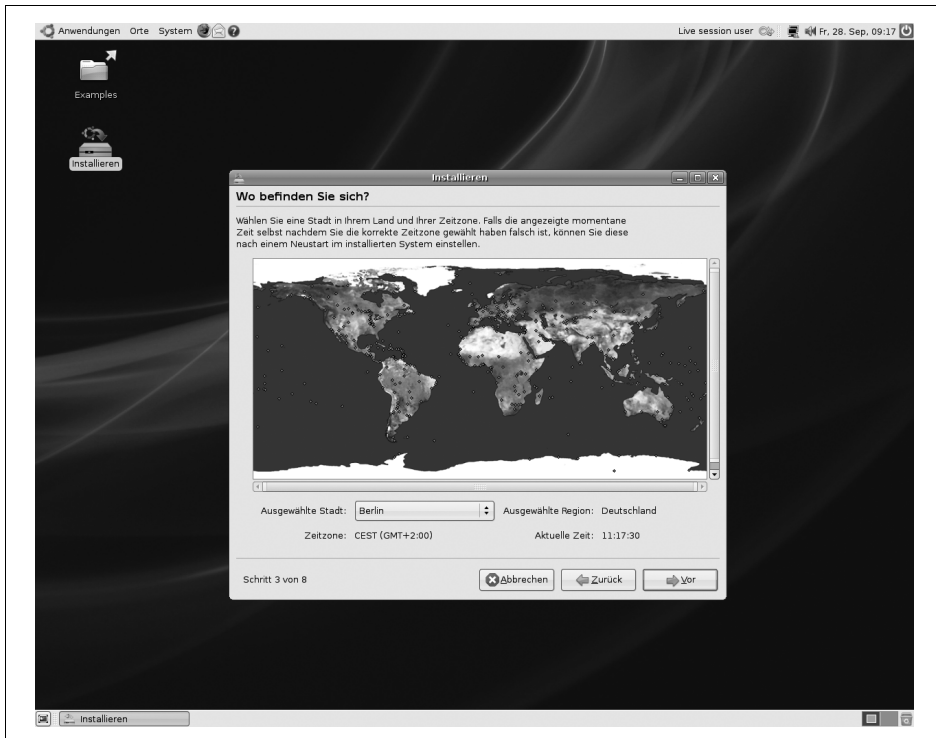 Anwendungen Orte System Live session user Fr, 28. Sep, 09:17
Examples
Installieren
Installieren
Wo befinden Sie sich?
Wählen Sie eine Stadt in Ihrem Land und Ihrer Zeitzone. Falls die angezeigte momentane
Zeit selbst nachdem Sie die korrekte Zeitzone gewählt haben falsch ist, können Sie diese
nach einem Neustart im installierten System einstellen.
Ausgewählte Stadt: Berlin Ausgewählte Region: Deutschland
Zeitzone: CEST (GMT+2:00) Aktuelle Zeit: 11:17:30
Schritt 3 von 8 Abbrechen Zurück Vor
Installieren